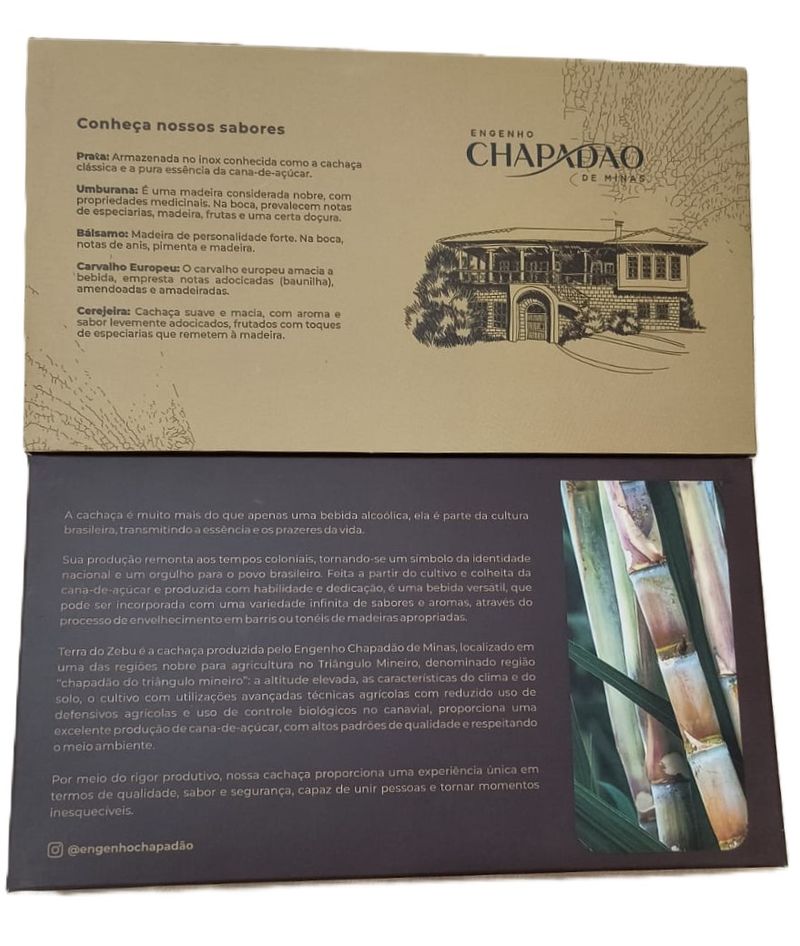 Conheça nossos sabores
Prata: Armazenada no inox conhecida como a cachaça
clássica e a pura essência da cana-de-açúcar.
Umburana: É uma madeira considerada nobre, com
propriedades medicinais. Na boca, prevalecem notas
de especiarias, madeira, frutas e uma certa doçura.
Bálsamo: Madeira de personalidade forte. Na boca,
notas de anis, pimenta e madeira.
Carvalho Europeu: O carvalho europeu amacia a
bebida, empresta notas adocicadas (baunilha),
amendoadas e amadeiradas.
Cerejeira: Cachaça suave e macia, com aroma e
sabor levemente adocicados, frutados com toques
de especiarias que remetem à madeira.
ENGENHO
CHAPADÃO
DE MINAS
A cachaça é muito mais do que apenas uma bebida alcoólica, ela é parte da cultura
brasileira, transmitindo a essência e os prazeres da vida.
Sua produção remonta aos tempos coloniais, tornando-se um símbolo da identidade
nacional e um orgulho para o povo brasileiro. Feita a partir do cultivo e colheita da
cana-de-açucar e produzida com habilidade e dedicação, é uma bebida versátil, que
pode ser incorporada com uma variedade infinita de sabores e aromas, através do
processo de envelhecimento em barris ou tonéis de madeiras apropriadas.
Terra do Zebu é a cachaça produzida pelo Engenho Chapadão de Minas, localizado em
uma das regiões nobre para agricultura no Triângulo Mineiro, denominado região
"chapadão do triângulo mineiro": a altitude elevada, as características do clima e do
solo, o cultivo com utilizações avançadas técnicas agrícolas com reduzido uso de
defensivos agrícolas e uso de controle biológicos no canavial, proporciona uma
excelente produção de cana-de-açúcar, com altos padrões de qualidade e respeitando
o meio ambiente.
Por meio do rigor produtivo, nossa cachaça proporciona uma experiência única em
termos de qualidade, sabor e segurança, capaz de unir pessoas e tornar momentos
inesquecíveis.
@engenhochapadão